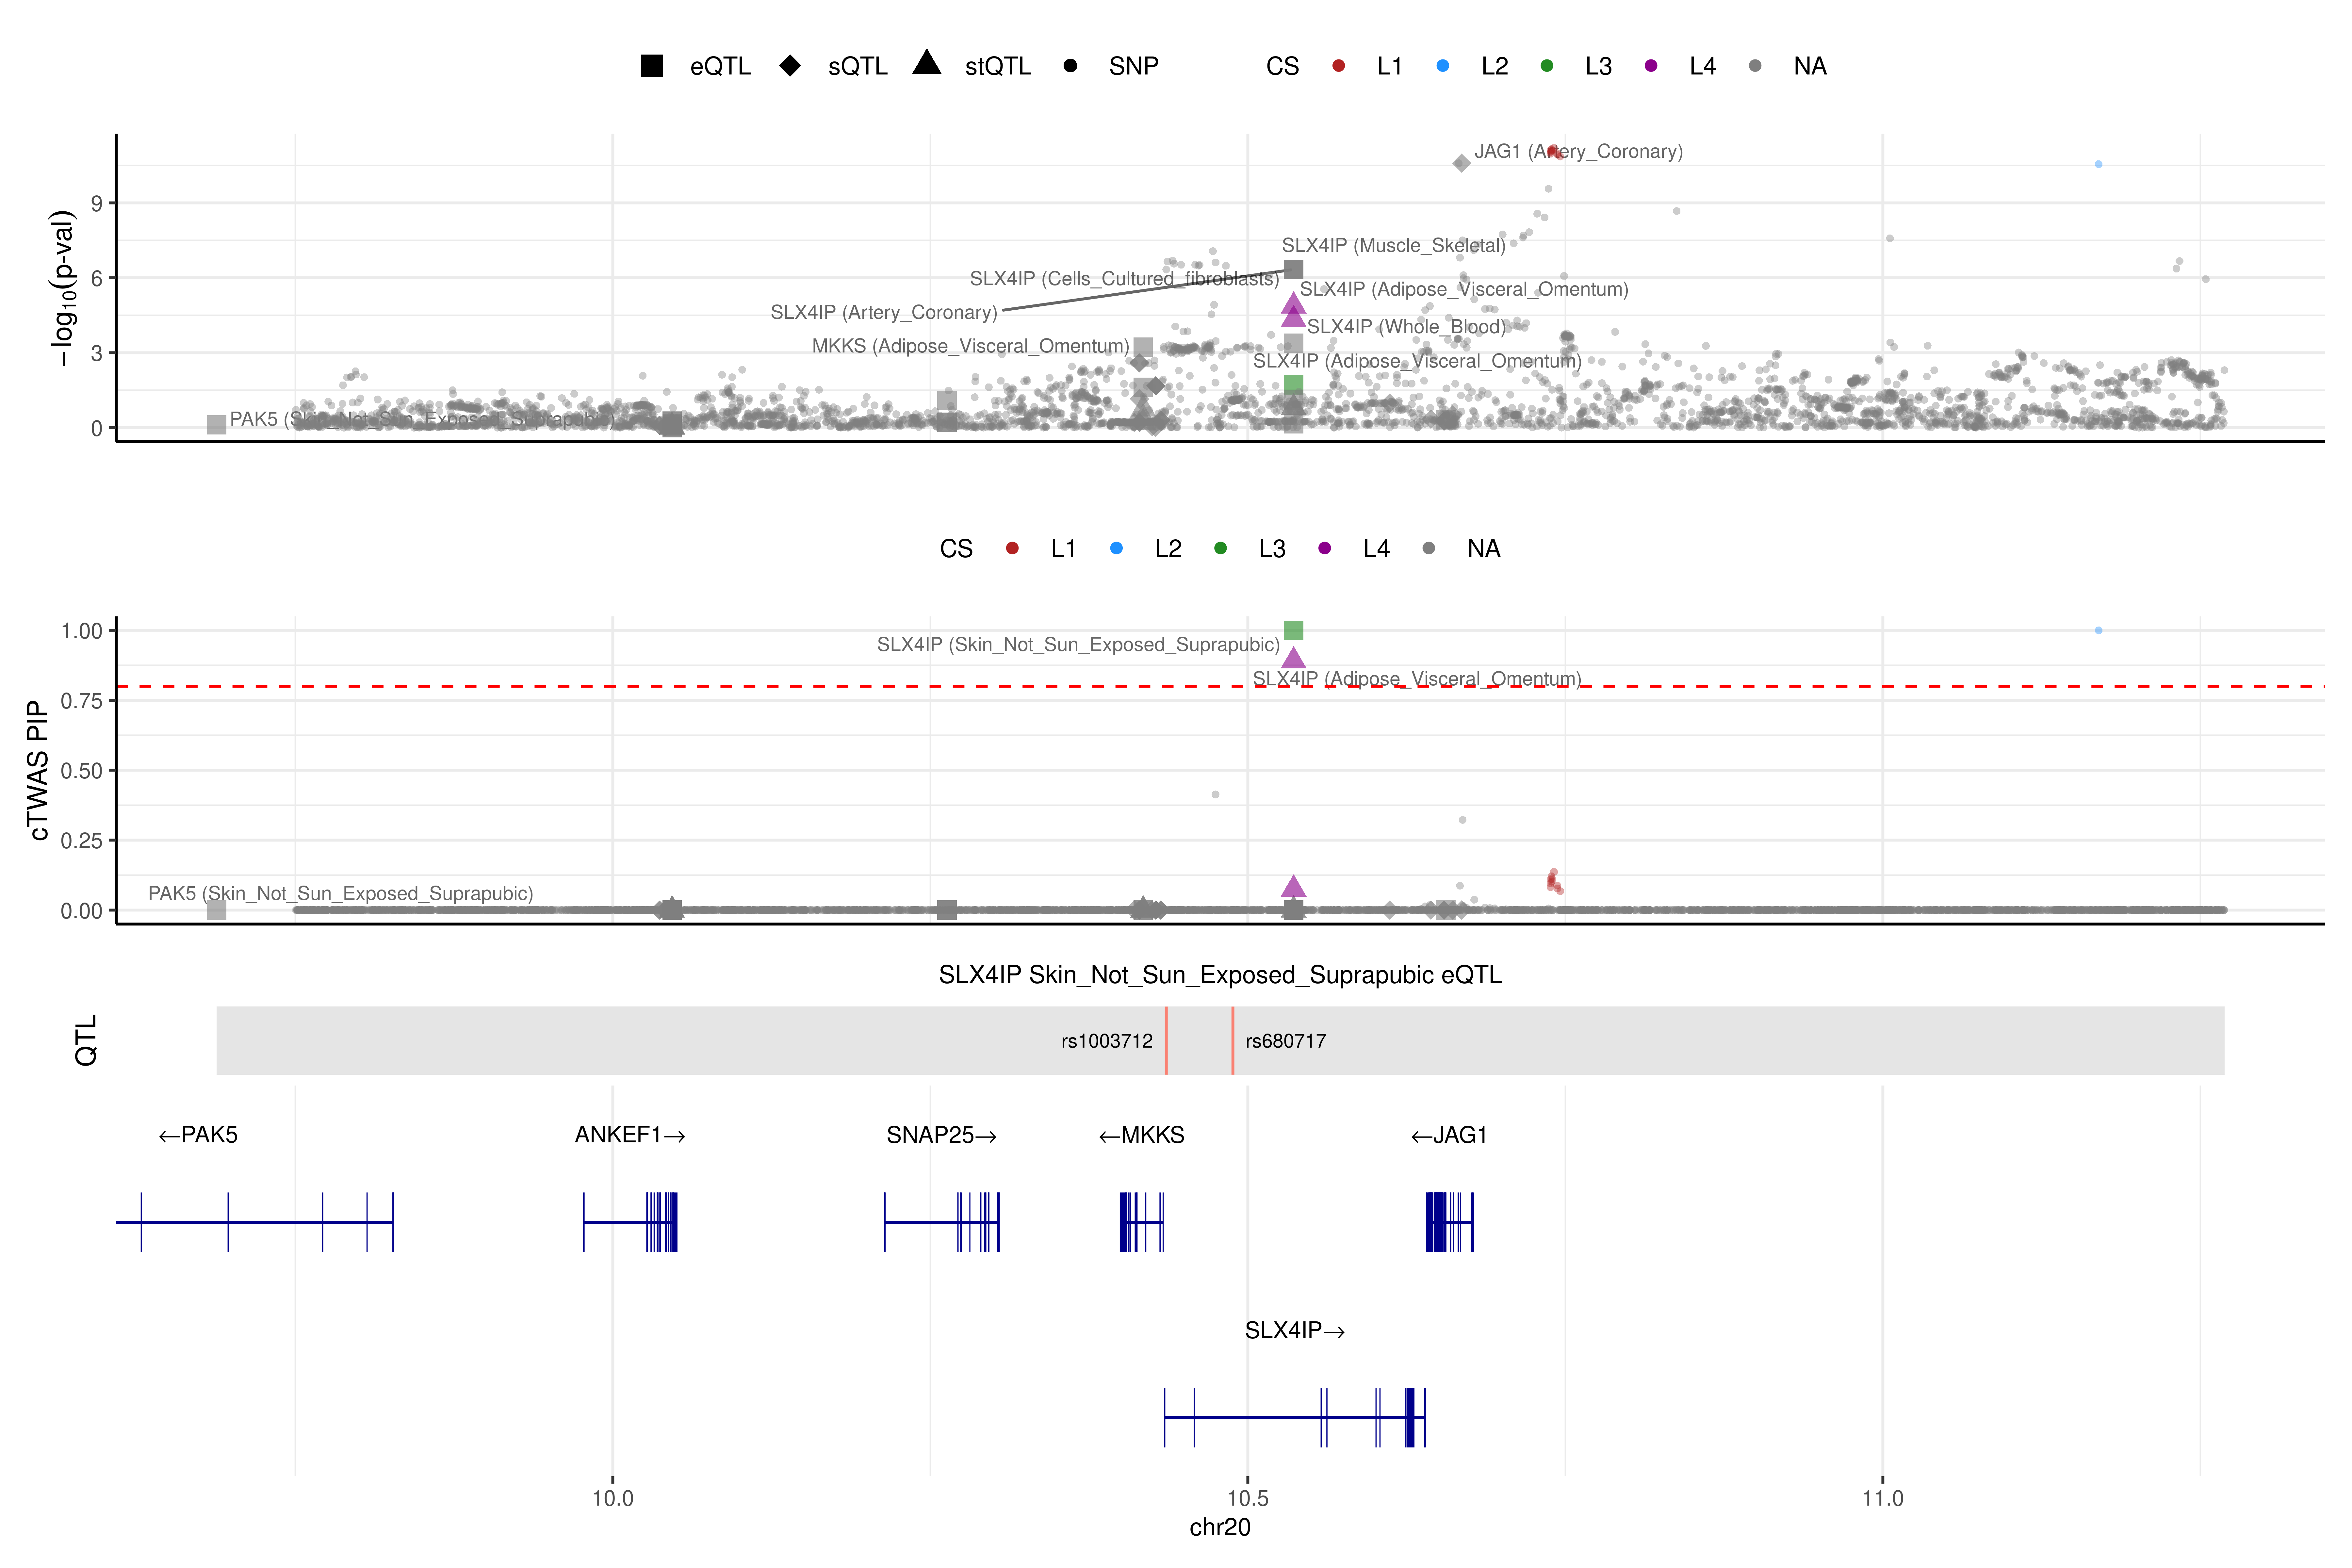 eQTL sQTL stQTL SNP CS L1 L2 L3 L4 NA
JAG1 (Artery_Coronary)
9
SLX4IP (Muscle_Skeletal)
6
SLX4IP (Cells_Cultured_fibroblasts)
SLX4IP (Adipose_Visceral_Omentum)
SLX4IP (Artery_Coronary)
SLX4IP (Whole_Blood)
MKKS (Adipose_Visceral_Omentum)
3
SLX4IP (Adipose_Visceral_Omentum)
PAK5 (Skin_Not_Sun_Exposed_Suprapubic)
0
−log10(p-val)
CS L1 L2 L3 L4 NA
1.00
SLX4IP (Skin_Not_Sun_Exposed_Suprapubic)
SLX4IP (Adipose_Visceral_Omentum)
0.75
0.50
0.25
PAK5 (Skin_Not_Sun_Exposed_Suprapubic)
0.00
cTWAS PIP
SLX4IP Skin_Not_Sun_Exposed_Suprapubic eQTL
QTL
rs1003712 rs680717
←PAK5 ANKEF1→ SNAP25→ ←MKKS ←JAG1
SLX4IP→
10.0 10.5 11.0
chr20